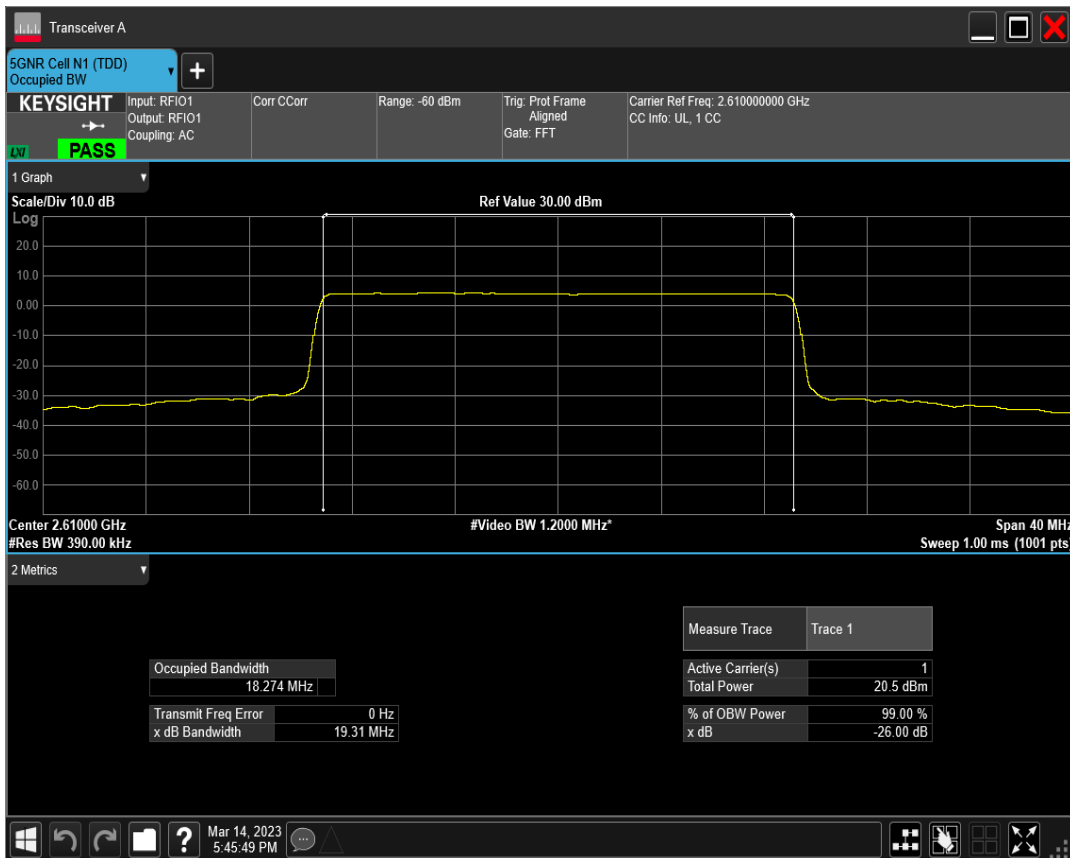 Transceiver A
5GNR Cell N1 (TDD)
Occupied BW
KEYSIGHT
LXI
PASS
Input: RFIO1
Output: RFIO1
Coupling: AC
Corr CCorr
Range: -60 dBm
Trig: Prot Frame
Aligned
Gate: FFT
Carrier Ref Freq: 2.610000000 GHz
CC Info: UL, 1 CC
1 Graph
Scale/Div 10.0 dB
Ref Value 30.00 dBm
Log
20.0
10.0
0.00
-10.0
-20.0
-30.0
-40.0
-50.0
-60.0
Center 2.61000 GHz
#Video BW 1.2000 MHz*
Span 40 MHz
#Res BW 390.00 kHz
Sweep 1.00 ms (1001 pts)
2 Metrics
Measure Trace
Trace 1
Occupied Bandwidth
18.274 MHz
Active Carrier(s) 1
Total Power 20.5 dBm
Transmit Freq Error 0 Hz
x dB Bandwidth 19.31 MHz
% of OBW Power 99.00 %
x dB -26.00 dB
?
Mar 14, 2023
5:45:49 PM